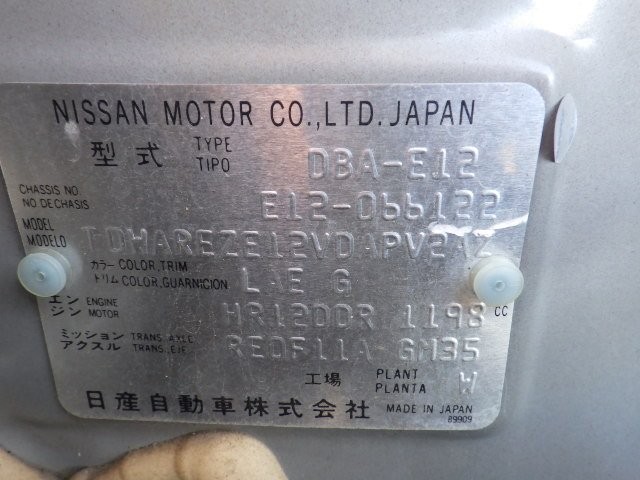 NISSAN MOTOR CO.,LTD. JAPAN
型式 TYPE TIPO DBA-E12
CHASSIS NO. NO. DE CHASIS E12-066122
MODEL MODELO TDHAREZE12VDAPV2AZ
カラー COLOR, TRIM
トリム COLOR, GUARNICION LAE G
エンジン ENGINE MOTOR HR12DDR 1198 CC
ミッション TRANS. AXLE
アクスル TRANS., EJE RE0F11A GM35
工場 PLANT PLANTA W
日産自動車株式会社 MADE IN JAPAN
89909